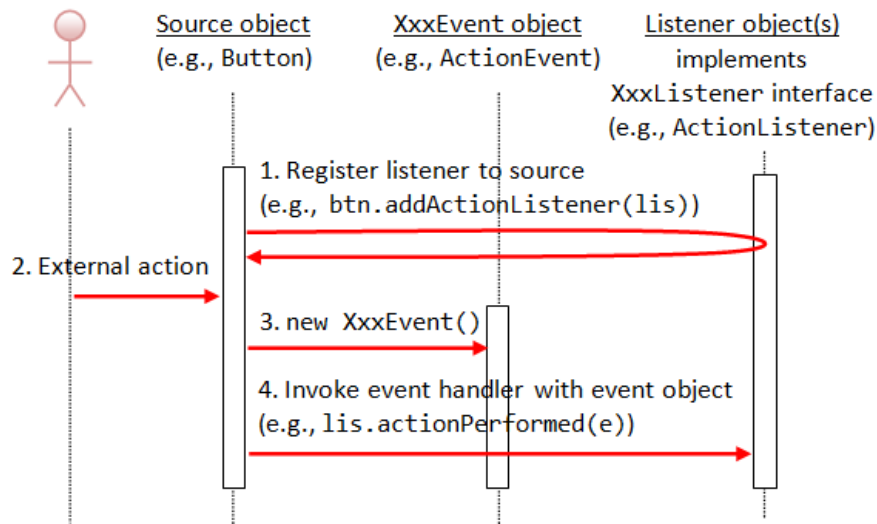 Source object
(e.g., Button)
XxxEvent object
(e.g., ActionEvent)
Listener object(s)
implements
XxxListener interface
(e.g., ActionListener)
1. Register listener to source
(e.g., btn.addActionListener(lis))
2. External action
3. new XxxEvent()
4. Invoke event handler with event object
(e.g., lis.actionPerformed(e))